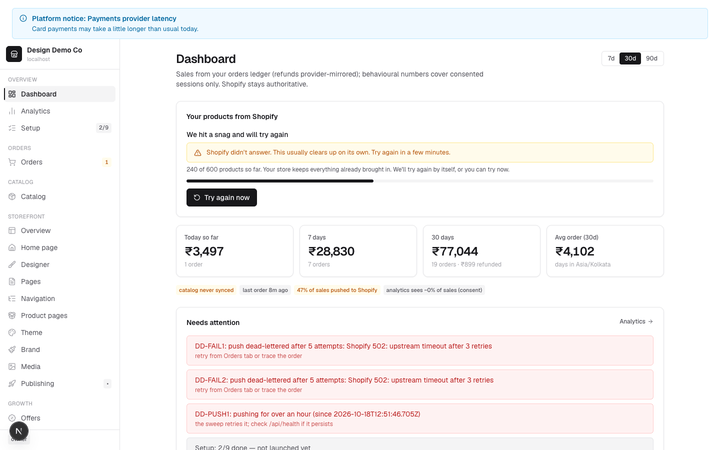 Platform notice: Payments provider latency
Card payments may take a little longer than usual today.
Design Demo Co
localhost
OVERVIEW
Dashboard
Analytics
Setup 2/9
ORDERS
Orders 1
CATALOG
Catalog
STOREFRONT
Overview
Home page
Designer
Pages
Navigation
Product pages
Theme
Brand
Media
Publishing
GROWTH
Offers
N
Dashboard
7d 30d 90d
Sales from your orders ledger (refunds provider-mirrored); behavioural numbers cover consented
sessions only. Shopify stays authoritative.
Your products from Shopify
We hit a snag and will try again
Shopify didn't answer. This usually clears up on its own. Try again in a few minutes.
240 of 600 products so far. Your store keeps everything already brought in. We'll try again by itself, or you can try now.
Try again now
Today so far
₹3,497
1 order
7 days
₹28,830
7 orders
30 days
₹77,044
19 orders · ₹899 refunded
Avg order (30d)
₹4,102
days in Asia/Kolkata
catalog never synced
last order 8m ago
47% of sales pushed to Shopify
analytics sees ~0% of sales (consent)
Needs attention
Analytics →
DD-FAIL1: push dead-lettered after 5 attempts: Shopify 502: upstream timeout after 3 retries
retry from Orders tab or trace the order
DD-FAIL2: push dead-lettered after 5 attempts: Shopify 502: upstream timeout after 3 retries
retry from Orders tab or trace the order
DD-PUSH1: pushing for over an hour (since 2026-10-18T12:51:46.705Z)
the sweep retries it; check /api/health if it persists
Setup: 2/9 done — not launched yet